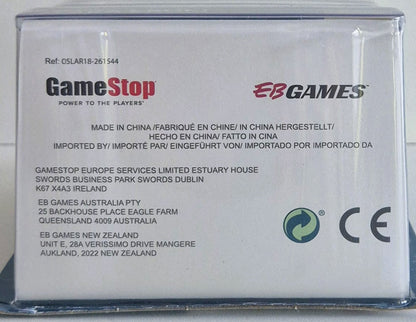 Ref: OSLAR18-261544
GameStop
POWER TO THE PLAYERS
EB GAMES
MADE IN CHINA /FABRIQUÉ EN CHINE/ IN CHINA HERGESTELLT/
HECHO EN CHINA / FATTO IN CINA
IMPORTED BY/ IMPORTÉ PAR/ EINGEFÜHRT VON/ IMPORTADO POR IMPORTADO DA
GAMESTOP EUROPE SERVICES LIMITED ESTUARY HOUSE
SWORDS BUSINESS PARK SWORDS DUBLIN
K67 X4A3 IRELAND
EB GAMES AUSTRALIA PTY
25 BACKHOUSE PLACE EAGLE FARM
QUEENSLAND 4009 AUSTRALIA
EB GAMES NEW ZEALAND
UNIT E, 28A VERISSIMO DRIVE MANGERE
AUKLAND, 2022 NEW ZEALAND
CE